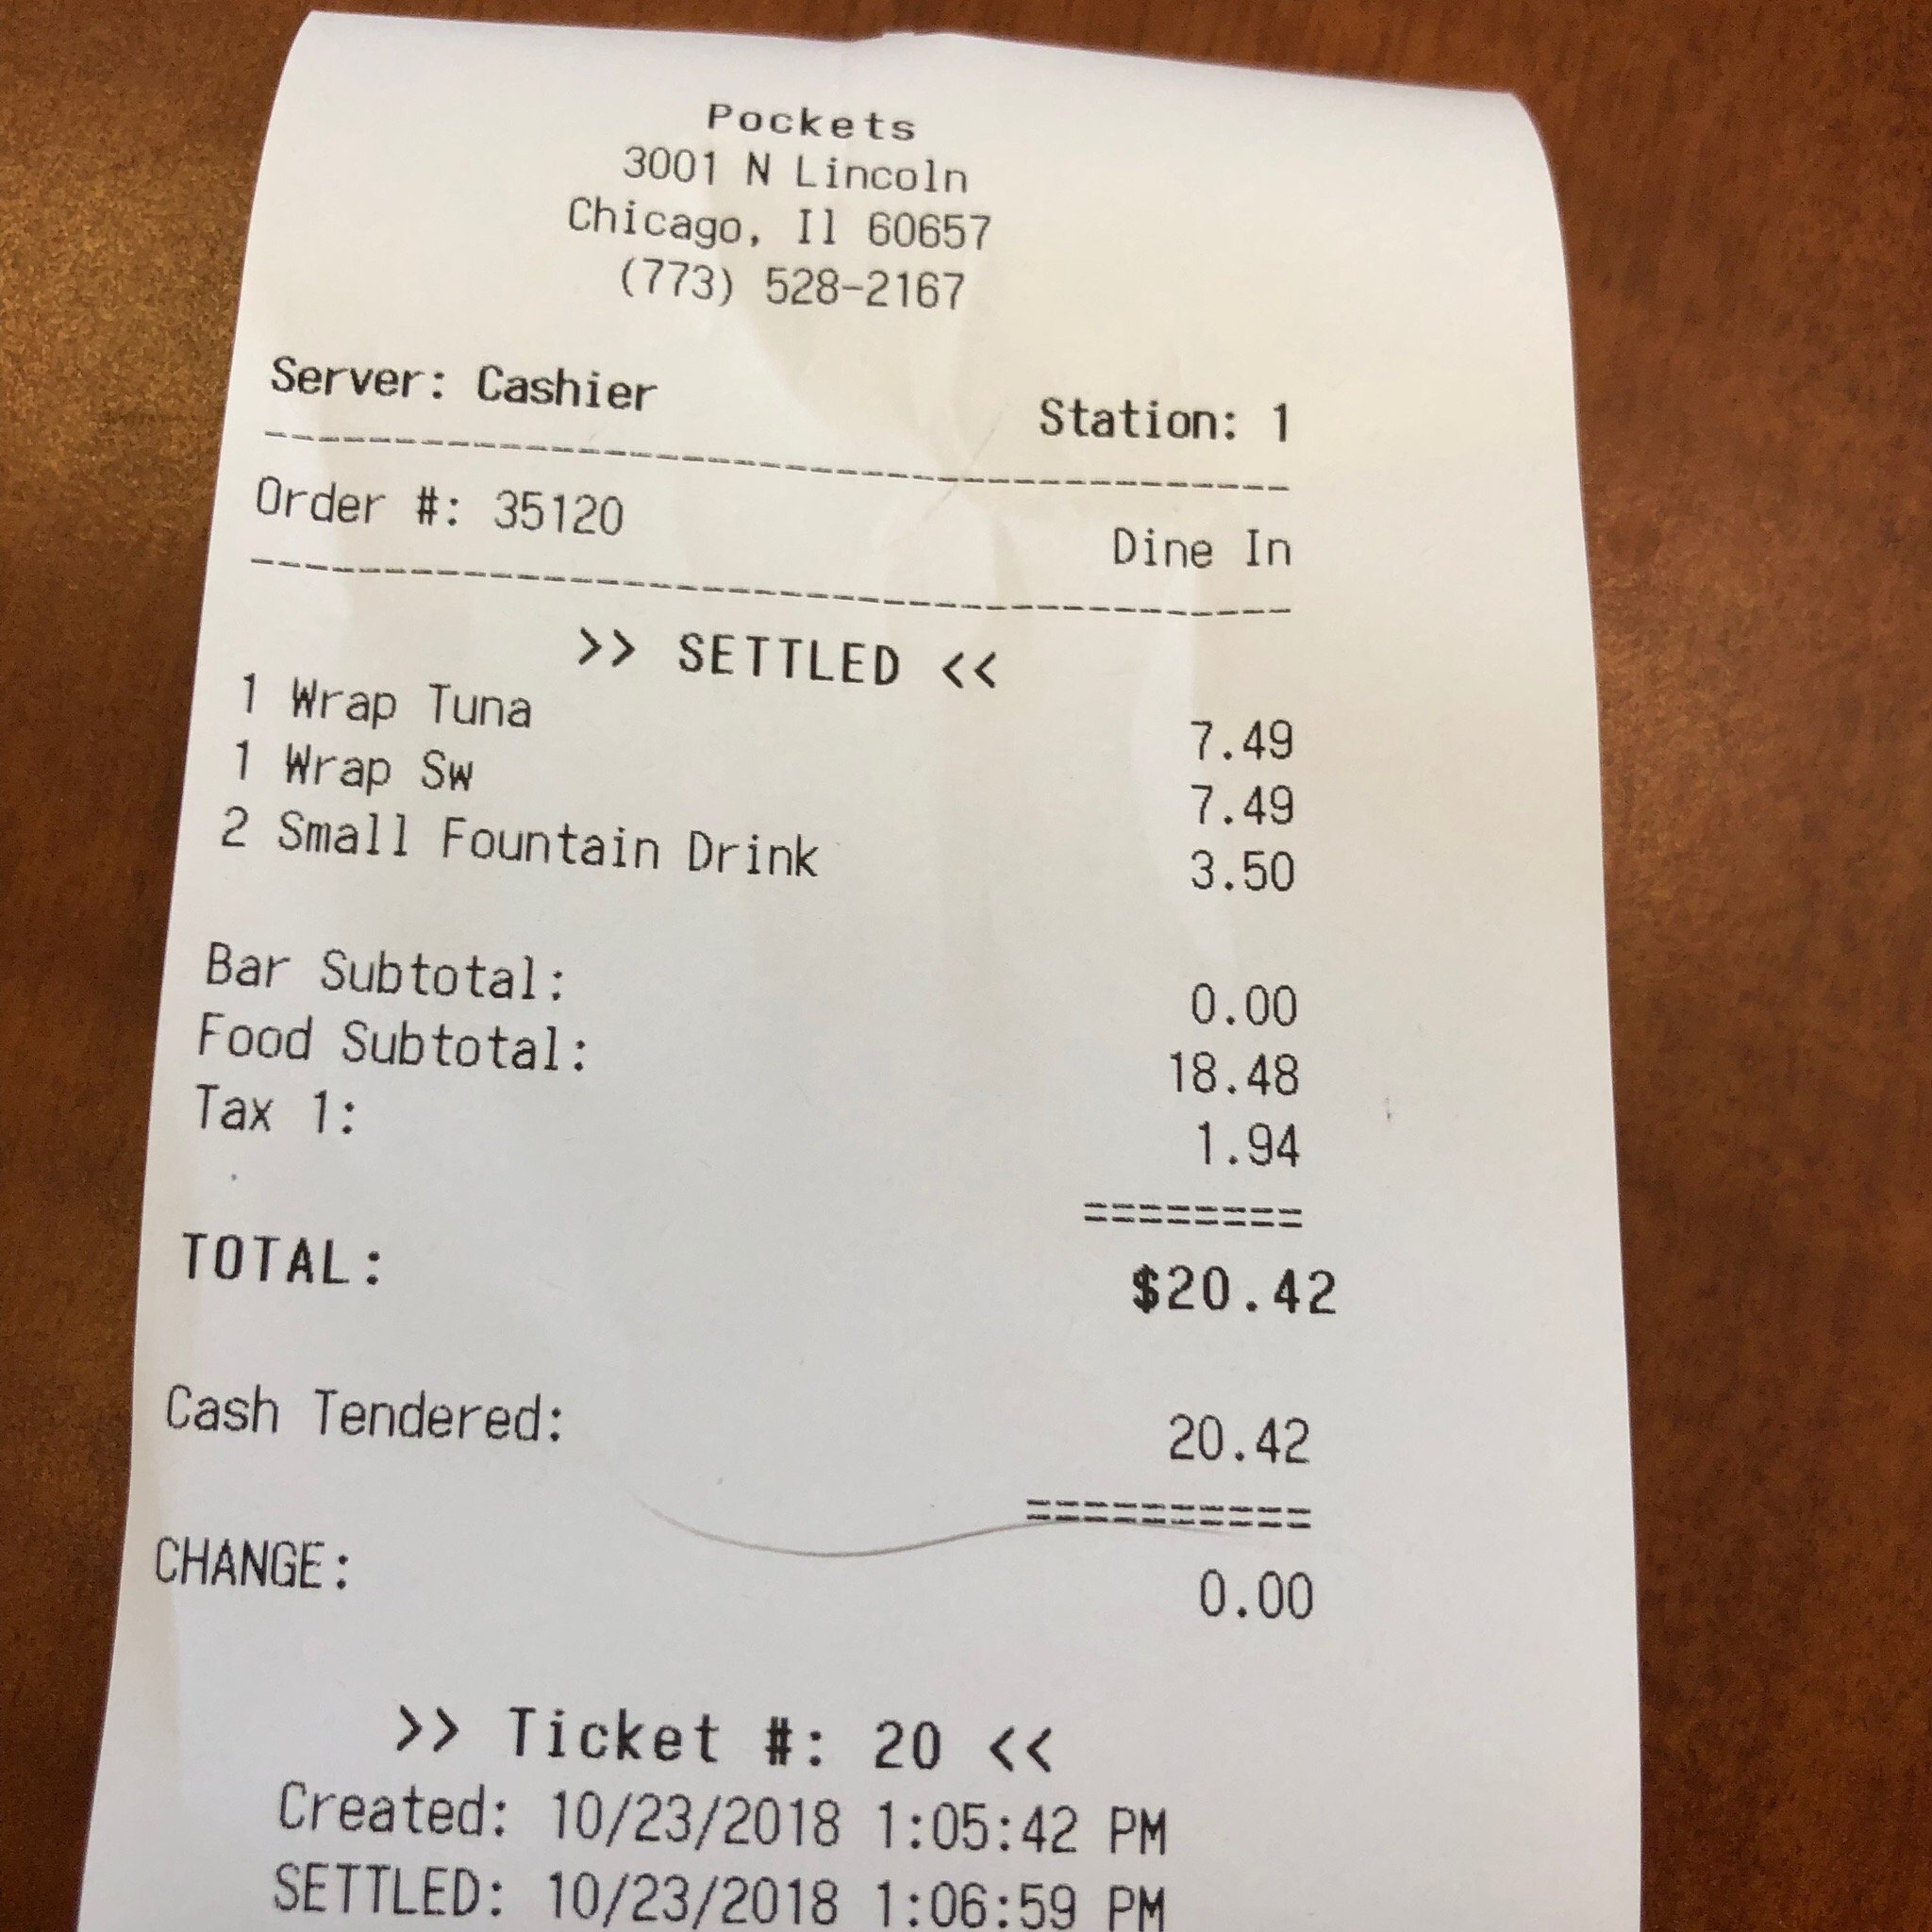 Pockets
3001 N Lincoln
Chicago, Il 60657
(773) 528-2167
Server: Cashier Station: 1
------------------------------------
Order #: 35120 Dine In
------------------------------------
>> SETTLED <<
1 Wrap Tuna 7.49
1 Wrap Sw 7.49
2 Small Fountain Drink 3.50
Bar Subtotal: 0.00
Food Subtotal: 18.48
Tax 1: 1.94
========
TOTAL: $20.42
Cash Tendered: 20.42
==========
CHANGE: 0.00
>> Ticket #: 20 <<
Created: 10/23/2018 1:05:42 PM
SETTLED: 10/23/2018 1:06:59 PM